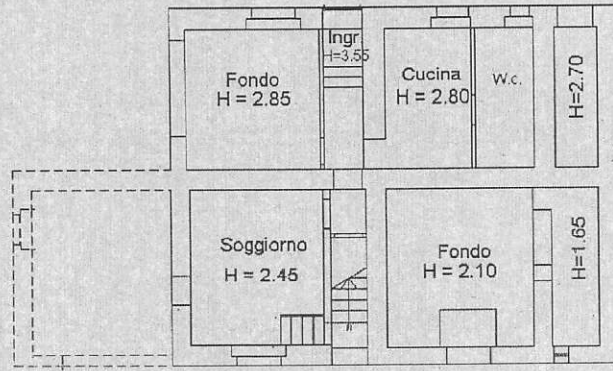 Ingr.
H=3.55
Fondo
H = 2.85
Cucina
H = 2.80
W.c.
H=2.70
Soggiorno
H = 2.45
Fondo
H = 2.10
H=1.65